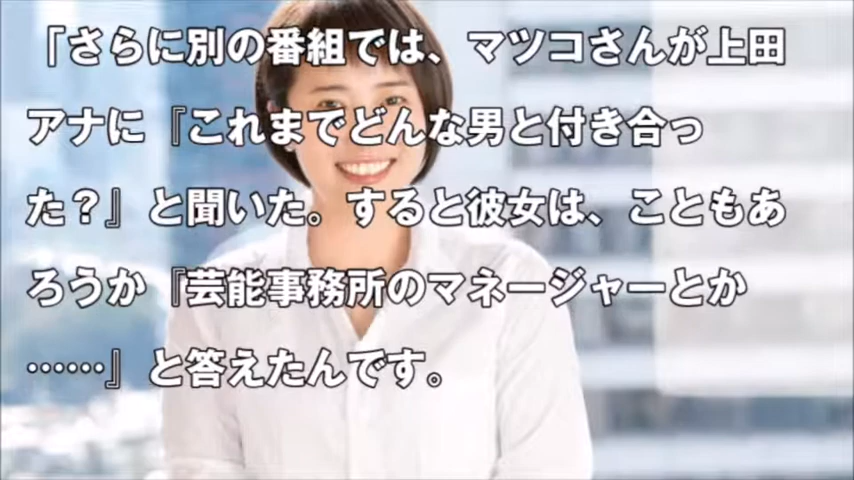 「さらに別の番組では、マツコさんが上田
アナに『これまでどんな男と付き合っ
た？』と聞いた。すると彼女は、こともあ
ろうか『芸能事務所のマネージャーとか
……』と答えたんです。